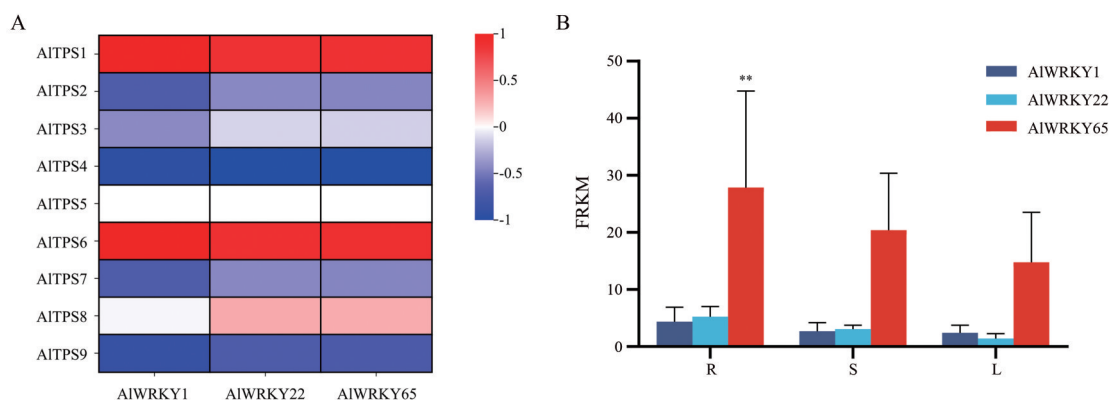 A
AlTPS1
AlTPS2
AlTPS3
AlTPS4
AlTPS5
AlTPS6
AlTPS7
AlTPS8
AlTPS9
AlWRKY1 AlWRKY22 AlWRKY65
1
0.5
0
-0.5
-1
B
FRKM
50
40
30
20
10
0
**
R S L
AlWRKY1
AlWRKY22
AlWRKY65